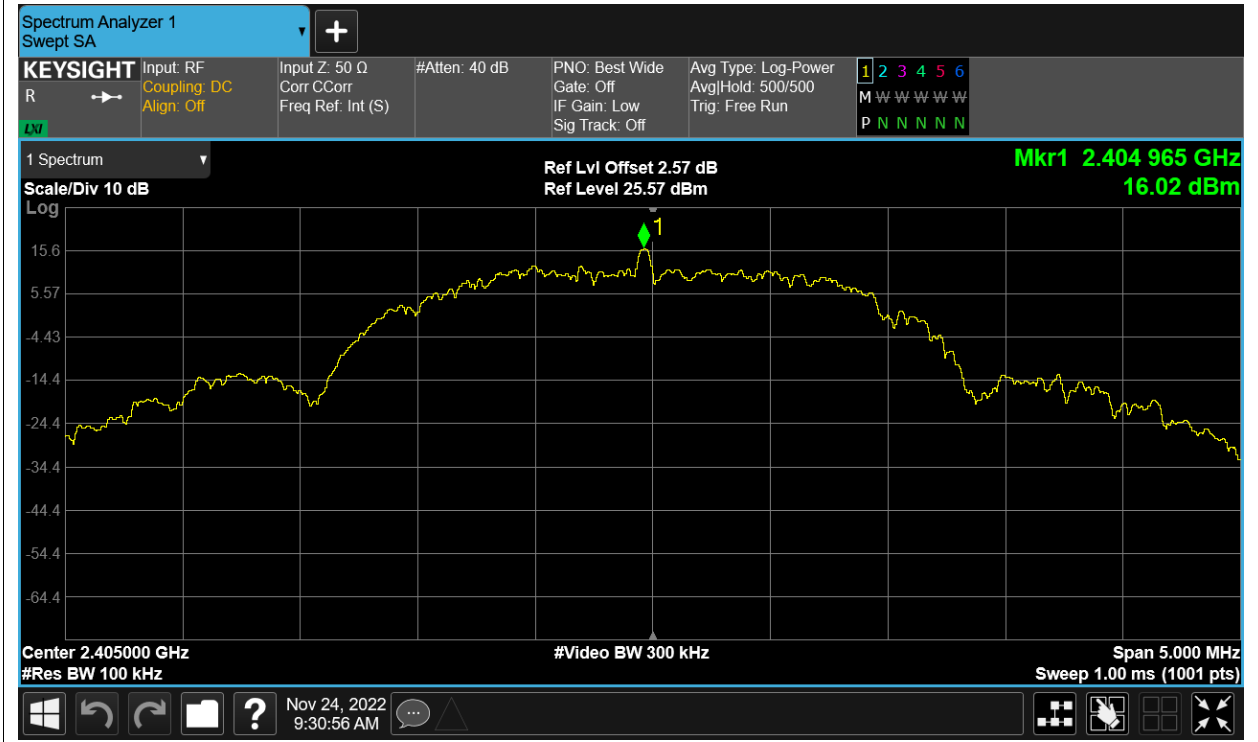 Spectrum Analyzer 1
Swept SA
+
KEYSIGHT
R
LXI
Input: RF
Coupling: DC
Align: Off
Input Z: 50 Ω
Corr CCorr
Freq Ref: Int (S)
#Atten: 40 dB
PNO: Best Wide
Gate: Off
IF Gain: Low
Sig Track: Off
Avg Type: Log-Power
Avg|Hold: 500/500
Trig: Free Run
1 2 3 4 5 6
M W W W W W
P N N N N N
1 Spectrum
Scale/Div 10 dB
Log
Ref Lvl Offset 2.57 dB
Ref Level 25.57 dBm
Mkr1 2.404 965 GHz
16.02 dBm
1
15.6
5.57
-4.43
-14.4
-24.4
-34.4
-44.4
-54.4
-64.4
Center 2.405000 GHz
#Res BW 100 kHz
#Video BW 300 kHz
Span 5.000 MHz
Sweep 1.00 ms (1001 pts)
?
Nov 24, 2022
9:30:56 AM